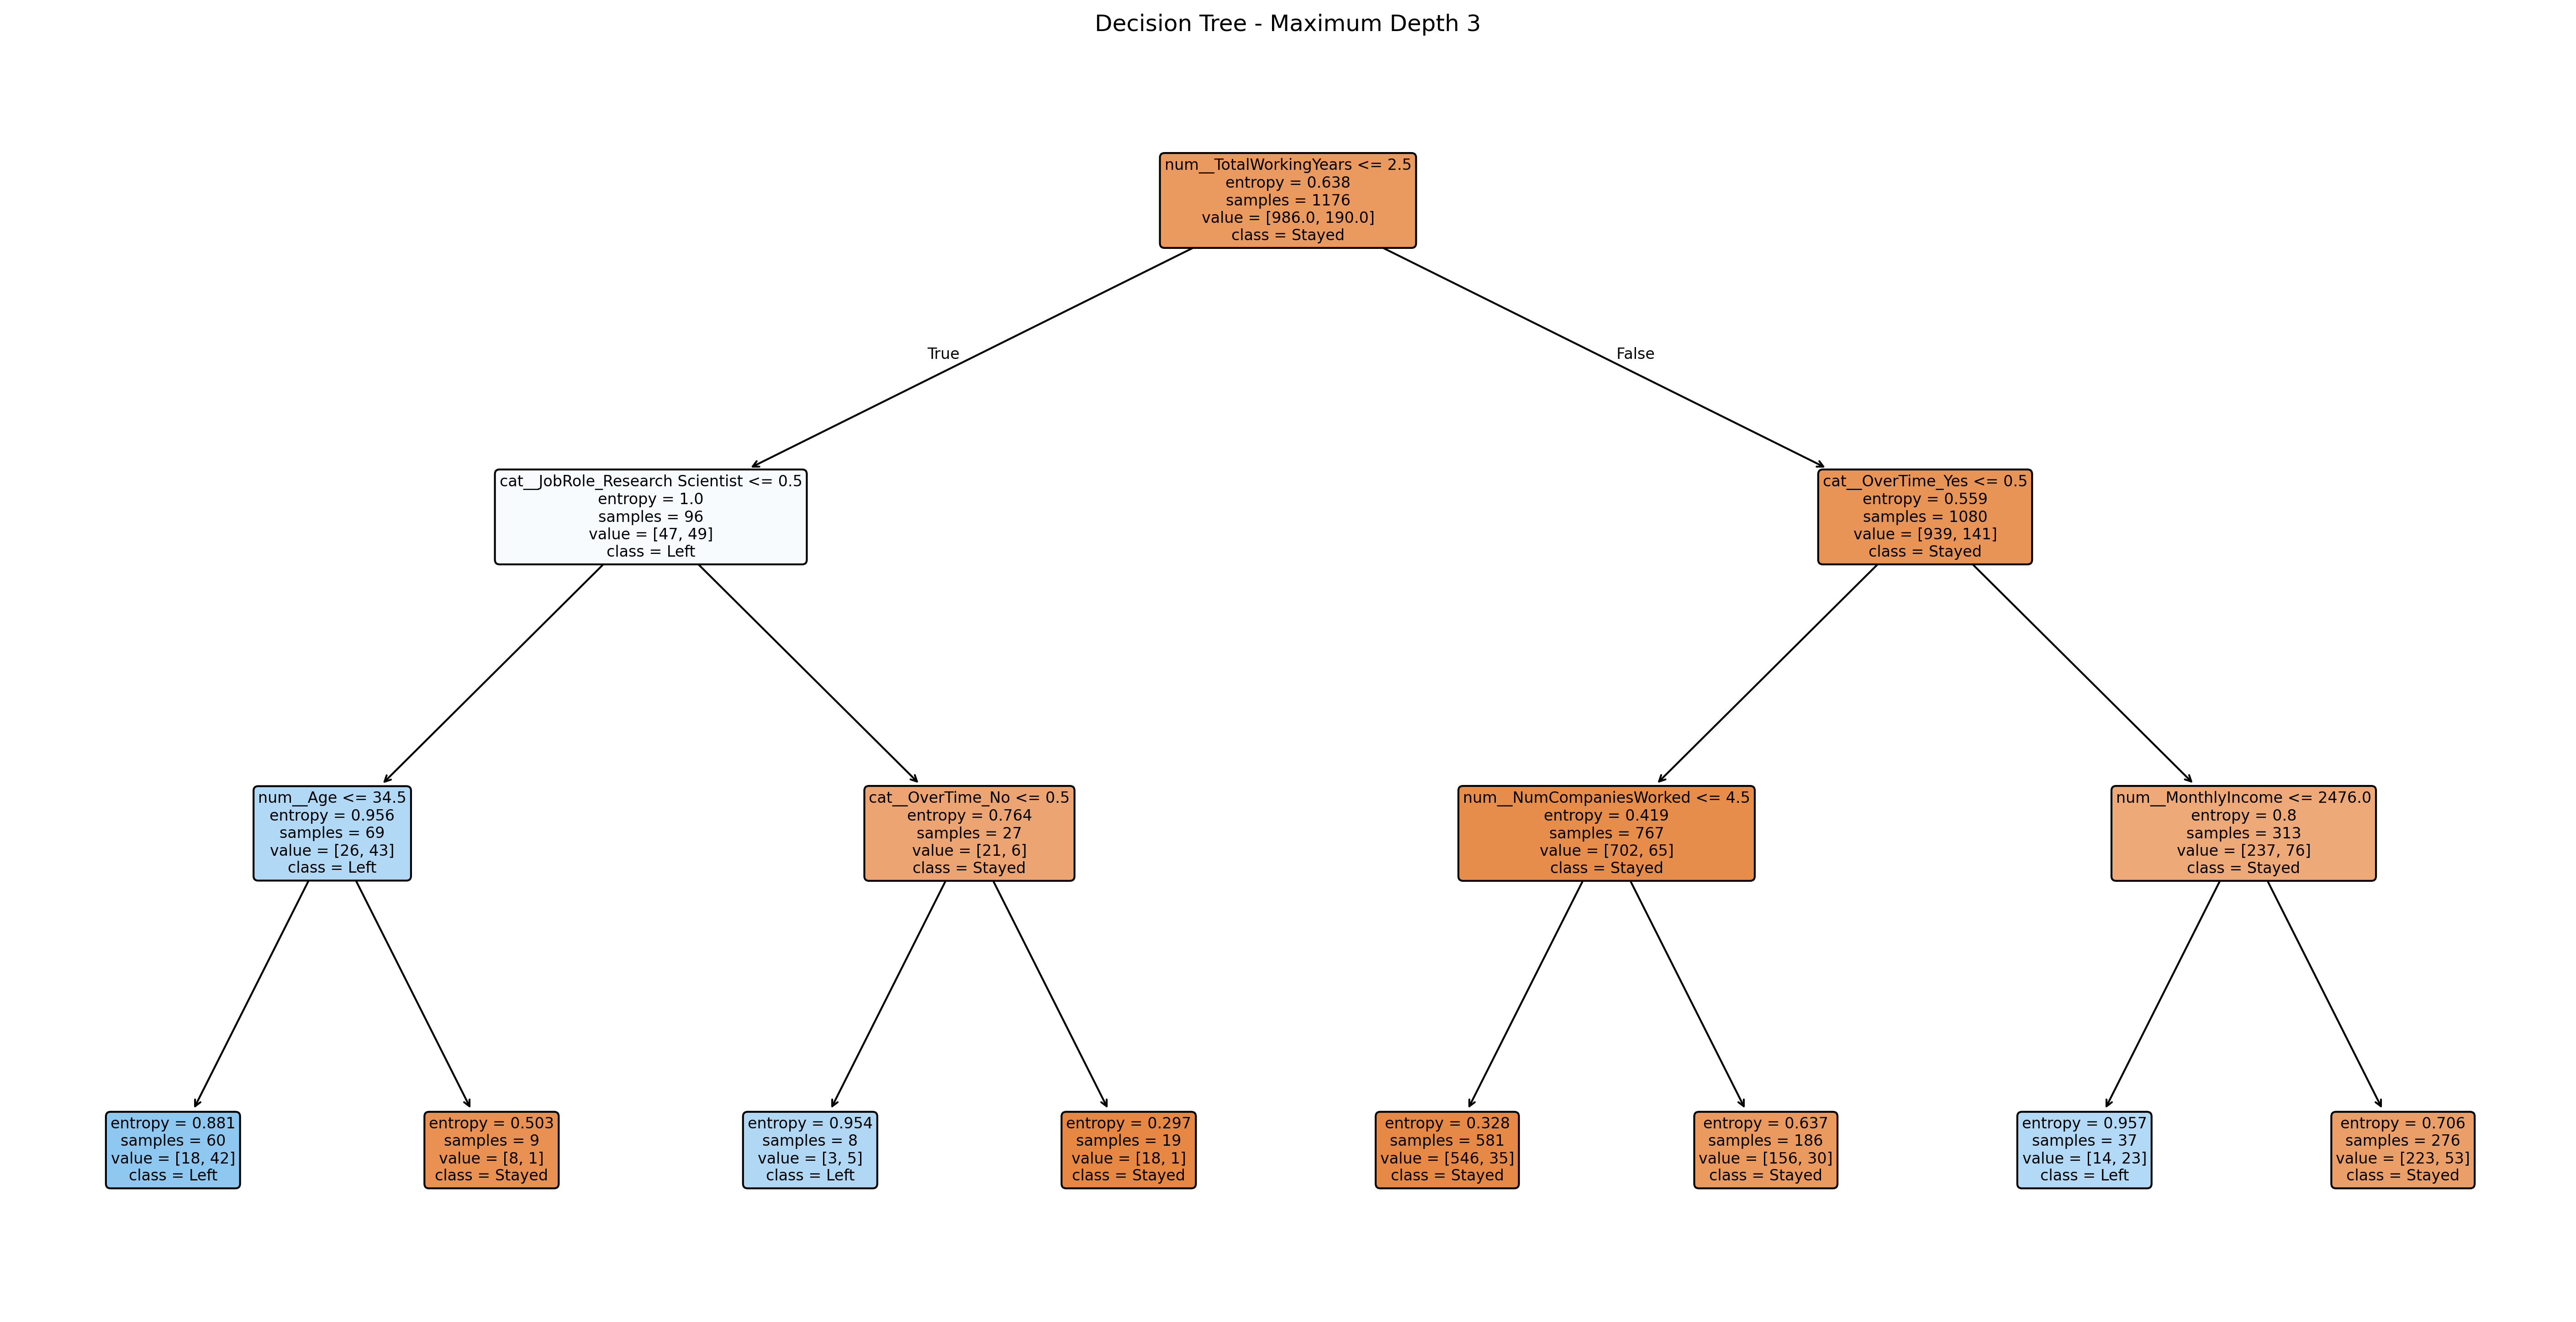 Decision Tree - Maximum Depth 3
num__TotalWorkingYears <= 2.5
entropy = 0.638
samples = 1176
value = [986.0, 190.0]
class = Stayed
True
False
cat__JobRole_Research Scientist <= 0.5
entropy = 1.0
samples = 96
value = [47, 49]
class = Left
cat__OverTime_Yes <= 0.5
entropy = 0.559
samples = 1080
value = [939, 141]
class = Stayed
num__Age <= 34.5
entropy = 0.956
samples = 69
value = [26, 43]
class = Left
cat__OverTime_No <= 0.5
entropy = 0.764
samples = 27
value = [21, 6]
class = Stayed
num__NumCompaniesWorked <= 4.5
entropy = 0.419
samples = 767
value = [702, 65]
class = Stayed
num__MonthlyIncome <= 2476.0
entropy = 0.8
samples = 313
value = [237, 76]
class = Stayed
entropy = 0.881
samples = 60
value = [18, 42]
class = Left
entropy = 0.503
samples = 9
value = [8, 1]
class = Stayed
entropy = 0.954
samples = 8
value = [3, 5]
class = Left
entropy = 0.297
samples = 19
value = [18, 1]
class = Stayed
entropy = 0.328
samples = 581
value = [546, 35]
class = Stayed
entropy = 0.637
samples = 186
value = [156, 30]
class = Stayed
entropy = 0.957
samples = 37
value = [14, 23]
class = Left
entropy = 0.706
samples = 276
value = [223, 53]
class = Stayed